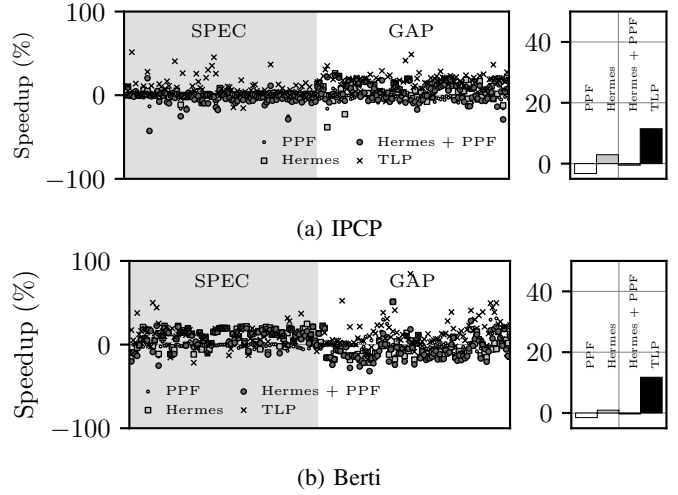 100
SPEC
GAP
Speedup (%)
0
−100
PPF
Hermes + PPF
Hermes
TLP
40
20
0
PPF
Hermes
Hermes + PPF
TLP
(a) IPCP
100
SPEC
GAP
Speedup (%)
0
−100
PPF
Hermes + PPF
Hermes
TLP
40
20
0
PPF
Hermes
Hermes + PPF
TLP
(b) Berti